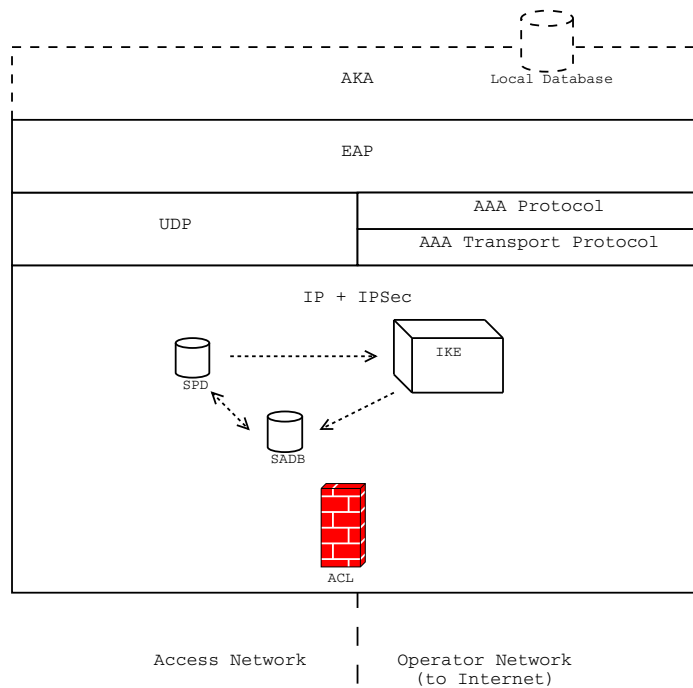 Local Database
AKA
EAP
UDP
AAA Protocol
AAA Transport Protocol
IP + IPSec
IKE
SPD
SADB
ACL
Access Network
Operator Network
(to Internet)